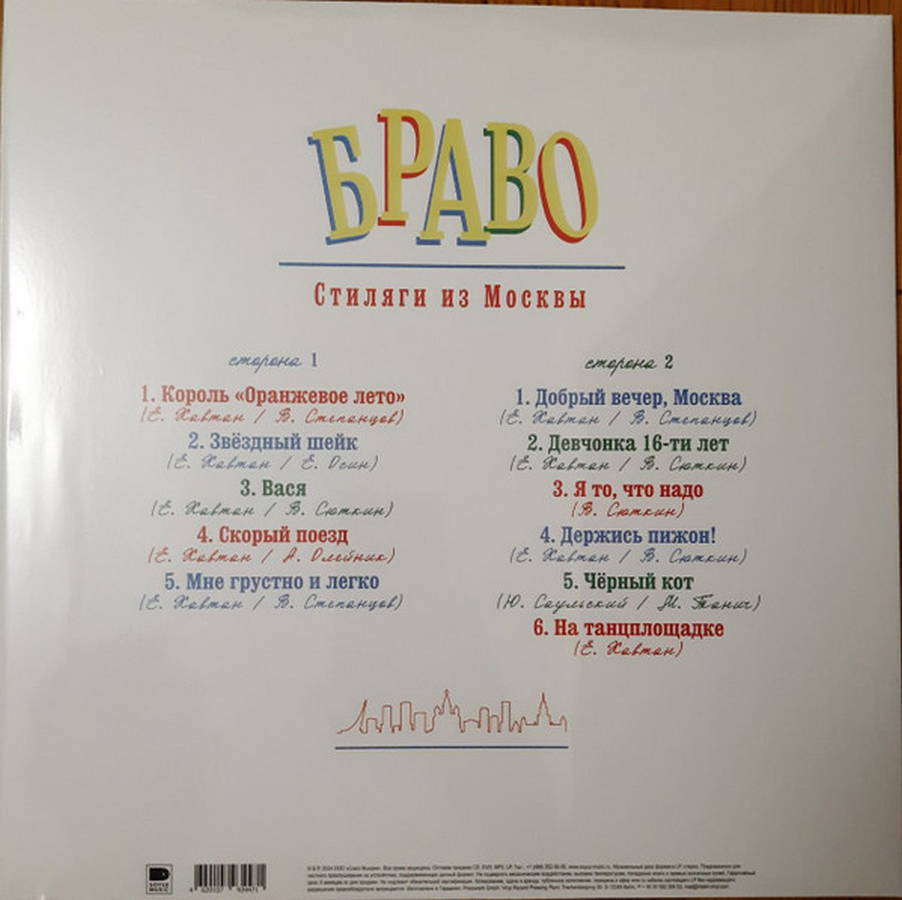 БРАВО
Стиляги из Москвы
сторона 1
1. Король «Оранжевое лето»
(Е. Хавтан / В. Степанцов)
2. Звёздный шейк
(Е. Хавтан / Е. Осин)
3. Вася
(Е. Хавтан / В. Сюткин)
4. Скорый поезд
(Е. Хавтан / А. Олейник)
5. Мне грустно и легко
(Е. Хавтан / В. Степанцов)
сторона 2
1. Добрый вечер, Москва
(Е. Хавтан / В. Степанцов)
2. Девчонка 16-ти лет
(Е. Хавтан / В. Сюткин)
3. Я то, что надо
(В. Сюткин)
4. Держись пижон!
(Е. Хавтан / В. Сюткин)
5. Чёрный кот
(Ю. Саульский / М. Танич)
6. На танцплощадке
(Е. Хавтан)